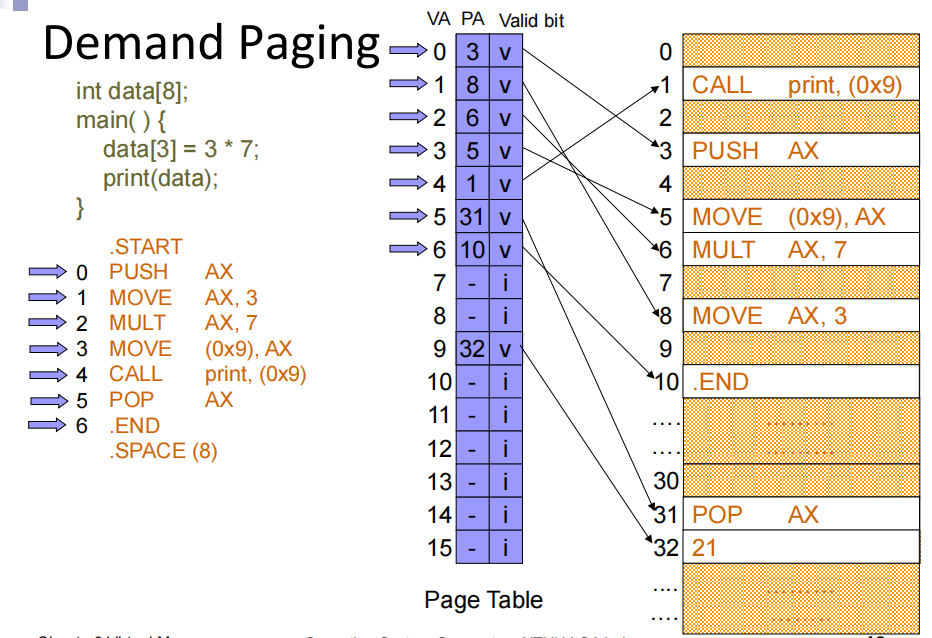 Demand Paging
int data[8];
main( ) {
data[3] = 3 * 7;
print(data);
}
.START
0 PUSH AX
1 MOVE AX, 3
2 MULT AX, 7
3 MOVE (0x9), AX
4 CALL print, (0x9)
5 POP AX
6 .END
.SPACE (8)
VA PA Valid bit
0 3 v
1 8 v
2 6 v
3 5 v
4 1 v
5 31 v
6 10 v
7 - i
8 - i
9 32 v
10 - i
11 - i
12 - i
13 - i
14 - i
15 - i
Page Table
0
1 CALL print, (0x9)
2
3 PUSH AX
4
5 MOVE (0x9), AX
6 MULT AX, 7
7
8 MOVE AX, 3
9
10 .END
.... .........
.... .........
30
31 POP AX
32 21
.... .........
.... .........